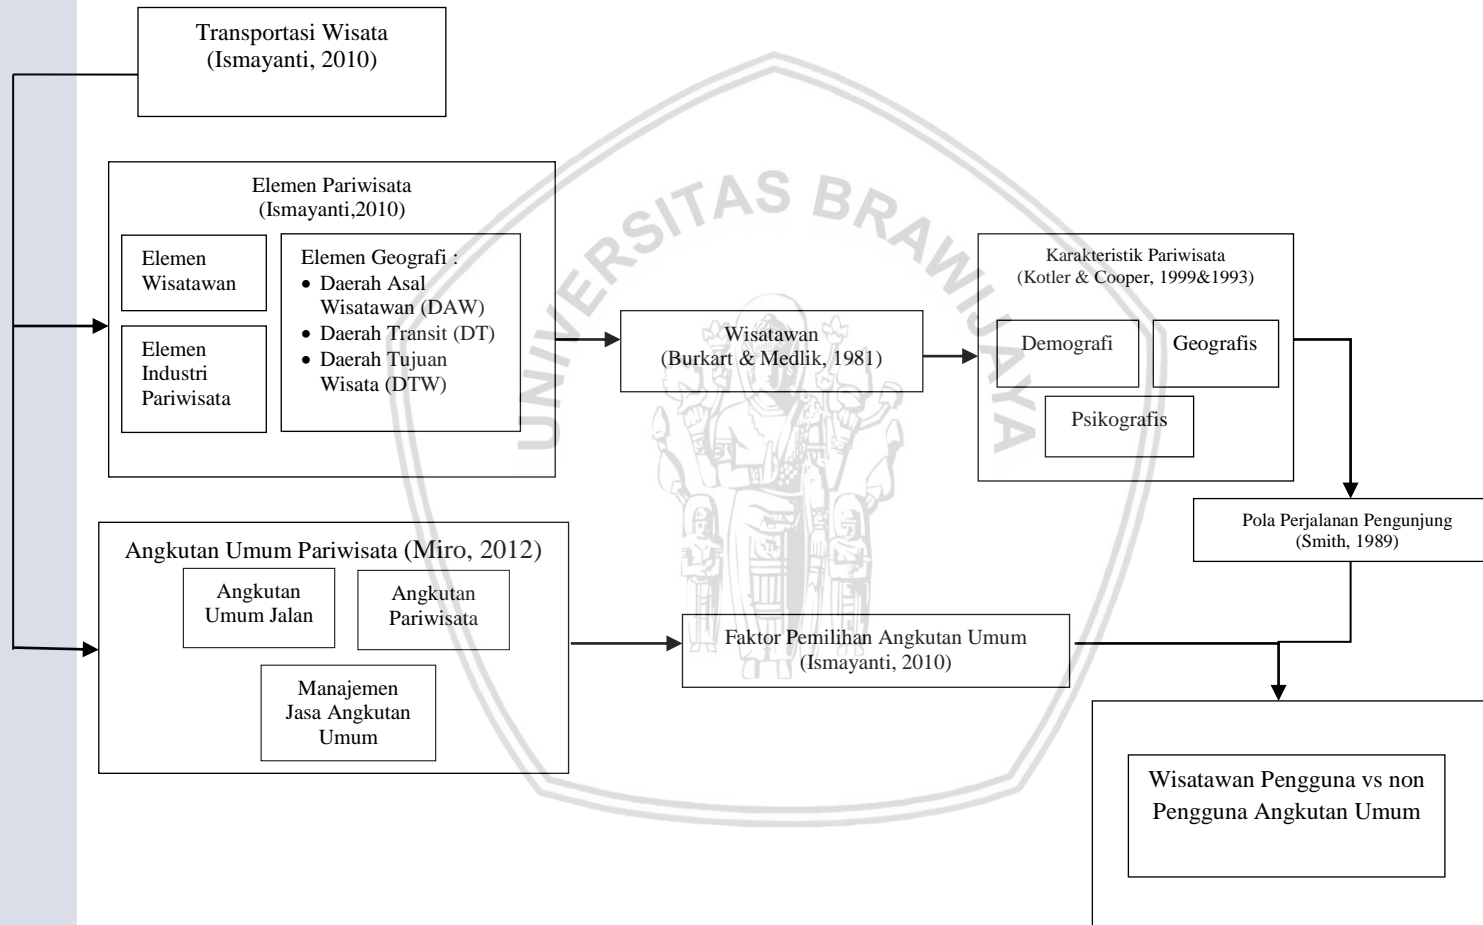 Transportasi Wisata
(Ismayanti, 2010)
Elemen Pariwisata
(Ismayanti,2010)
Elemen
Wisatawan
Elemen
Industri
Pariwisata
Elemen Geografi :
• Daerah Asal
Wisatawan (DAW)
• Daerah Transit (DT)
• Daerah Tujuan
Wisata (DTW)
Wisatawan
(Burkart & Medlik, 1981)
Karakteristik Pariwisata
(Kotler & Cooper, 1999&1993)
Demografi
Geografis
Psikografis
Pola Perjalanan Pengunjung
(Smith, 1989)
Angkutan Umum Pariwisata (Miro, 2012)
Angkutan
Umum Jalan
Angkutan
Pariwisata
Manajemen
Jasa Angkutan
Umum
Faktor Pemilihan Angkutan Umum
(Ismayanti, 2010)
Wisatawan Pengguna vs non
Pengguna Angkutan Umum
UNIVERSITAS BRAWIJAYA